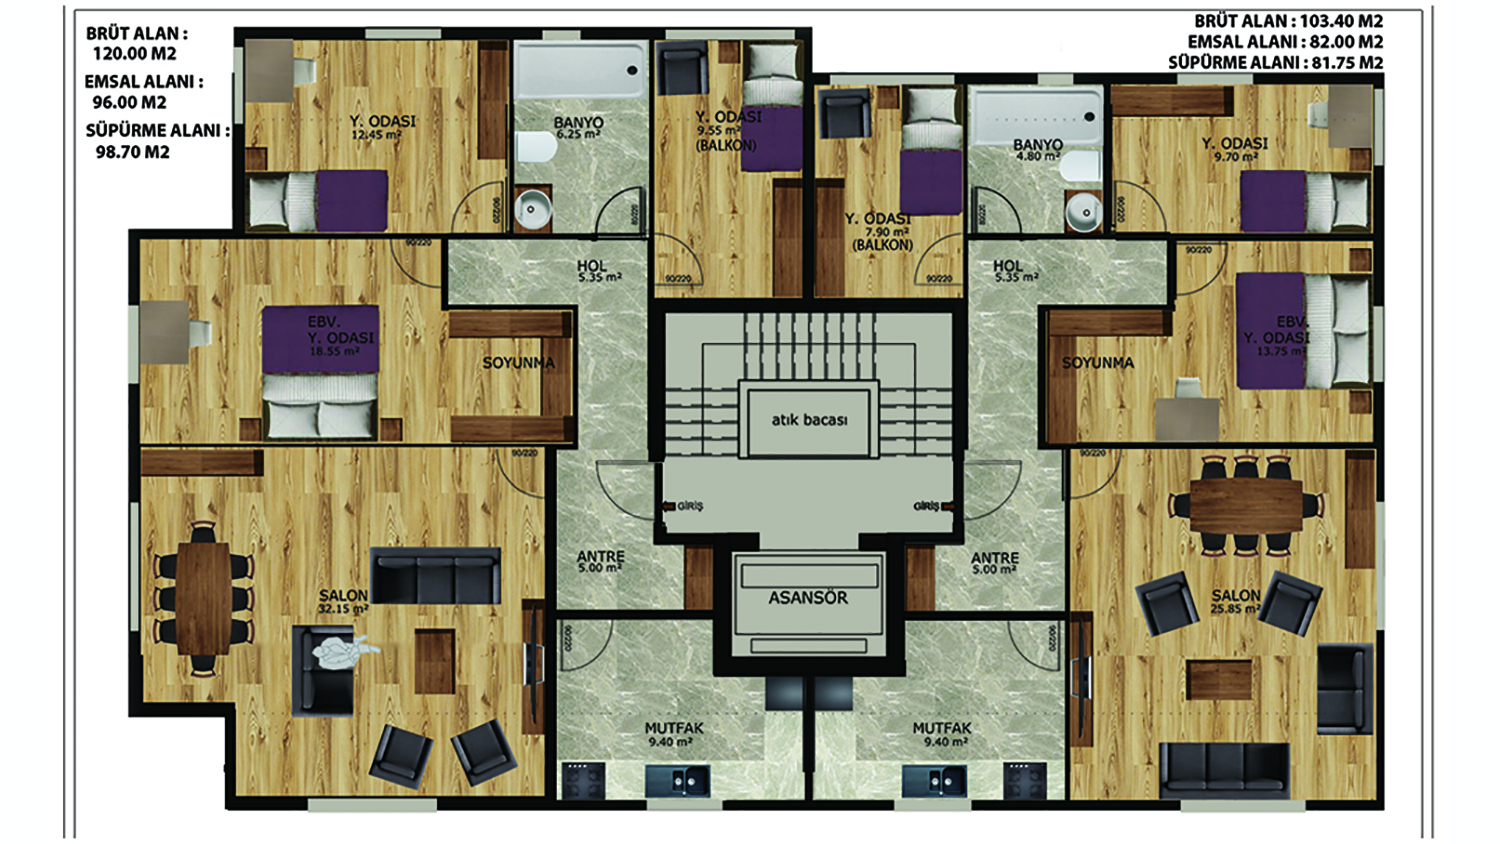 BRÜT ALAN :
120.00 M2
EMSAL ALANI :
96.00 M2
SÜPÜRME ALANI :
98.70 M2
BRÜT ALAN : 103.40 M2
EMSAL ALANI : 82.00 M2
SÜPÜRME ALANI : 81.75 M2
Y. ODASI
12.45 m²
90/220
BANYO
6.25 m²
80/220
Y. ODASI
9.55 m²
(BALKON)
90/220
Y. ODASI
7.90 m²
(BALKON)
90/220
BANYO
4.80 m²
80/220
Y. ODASI
9.70 m²
90/220
90/220
HOL
5.35 m²
HOL
5.35 m²
90/220
EBV.
Y. ODASI
18.55 m²
SOYUNMA
SOYUNMA
EBV.
Y. ODASI
13.75 m²
atık bacası
90/220
90/220
GİRİŞ
GİRİŞ
ANTRE
5.00 m²
ANTRE
5.00 m²
ASANSÖR
SALON
32.15 m²
SALON
25.85 m²
90/220
90/220
MUTFAK
9.40 m²
MUTFAK
9.40 m²